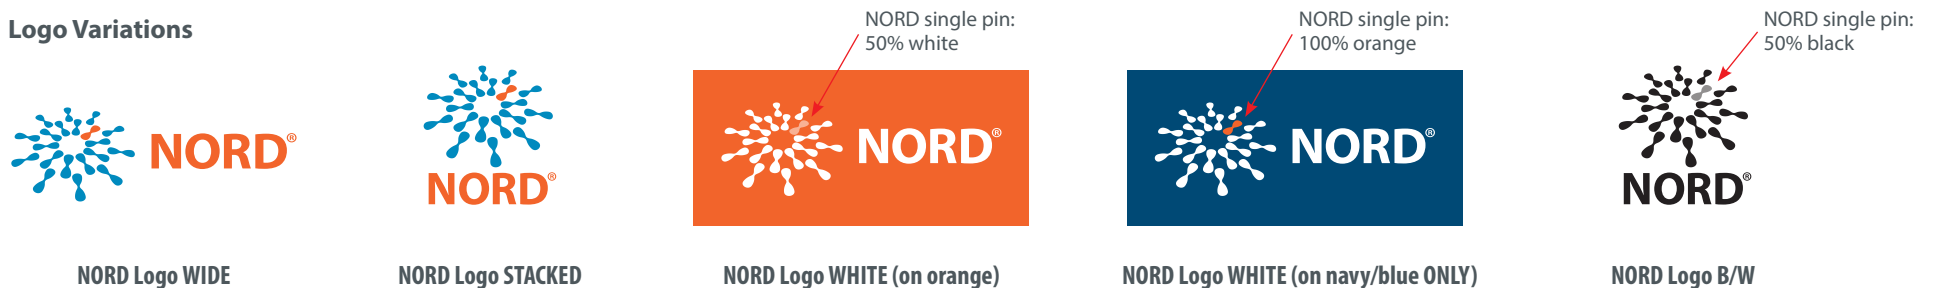 Logo Variations
NORD single pin:
50% white
NORD single pin:
100% orange
NORD single pin:
50% black
NORD®
NORD®
NORD®
NORD®
NORD®
NORD Logo WIDE
NORD Logo STACKED
NORD Logo WHITE (on orange)
NORD Logo WHITE (on navy/blue ONLY)
NORD Logo B/W